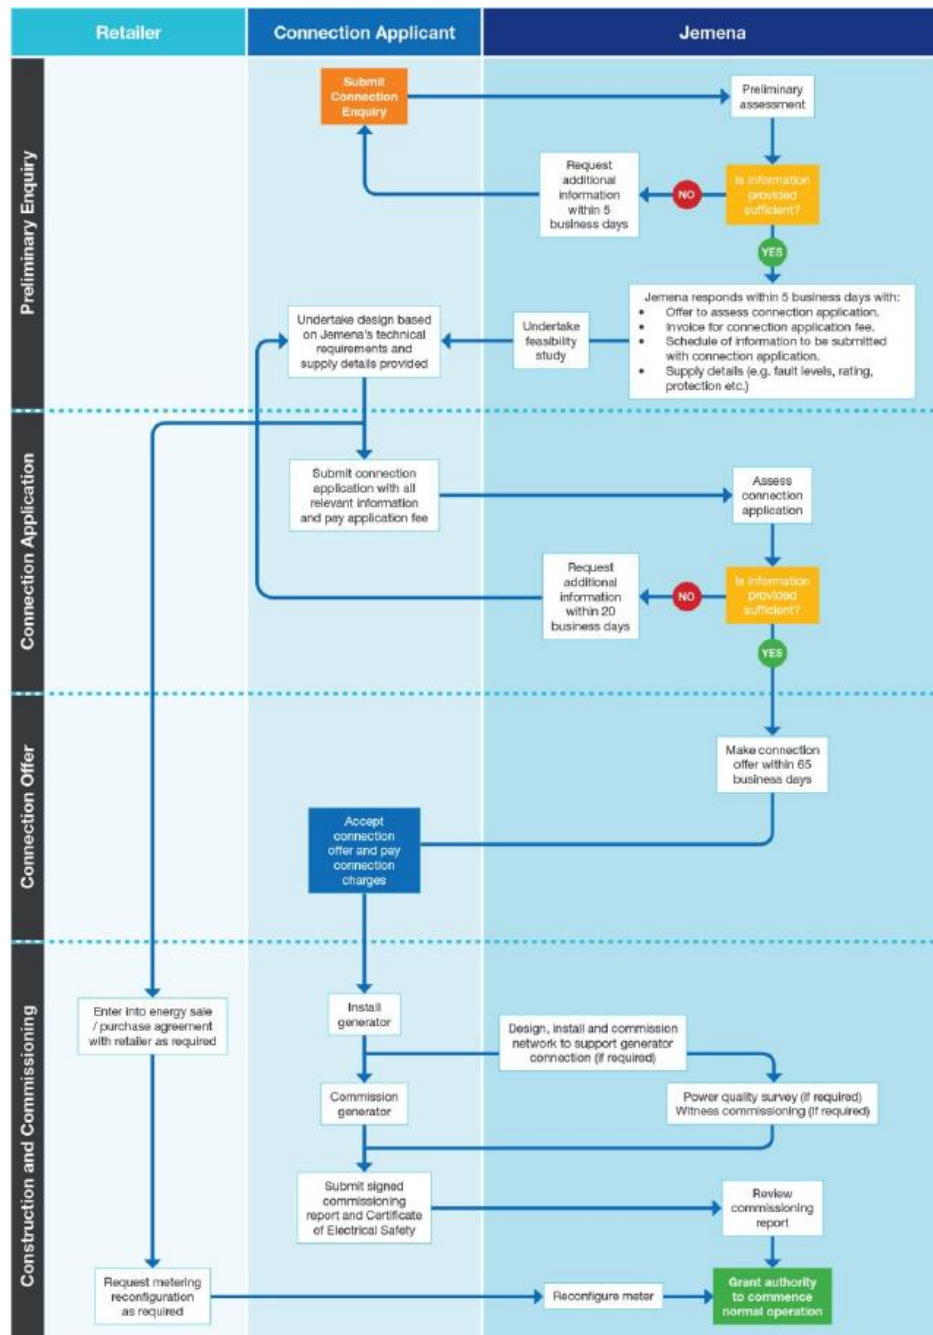 Retailer
Connection Applicant
Jemena
Preliminary Enquiry
Submit
Connection
Enquiry
Preliminary
assessment
Request
additional
information
within 5
business days
NO
Is information
provided
sufficient?
YES
Undertake design based
on Jemena's technical
requirements and
supply details provided
Undertake
feasibility
study
Jemena responds within 5 business days with:
• Offer to assess connection application.
• Invoice for connection application fee.
• Schedule of information to be submitted
with connection application.
• Supply details (e.g. fault levels, rating,
protection etc.)
Connection Application
Submit connection
application with all
relevant information
and pay application fee
Assess
connection
application
Request
additional
information
within 20
business days
NO
Is information
provided
sufficient?
YES
Connection Offer
Make connection
offer within 65
business days
Accept
connection
offer and pay
connection
charges
Construction and Commissioning
Enter into energy sale
/ purchase agreement
with retailer as required
Install
generator
Design, install and commission
network to support generator
connection (if required)
Commission
generator
Power quality survey (if required)
Witness commissioning (if required)
Submit signed
commissioning
report and Certificate
of Electrical Safety
Review
commissioning
report
Request metering
reconfiguration
as required
Reconfigure meter
Grant authority
to commence
normal operation